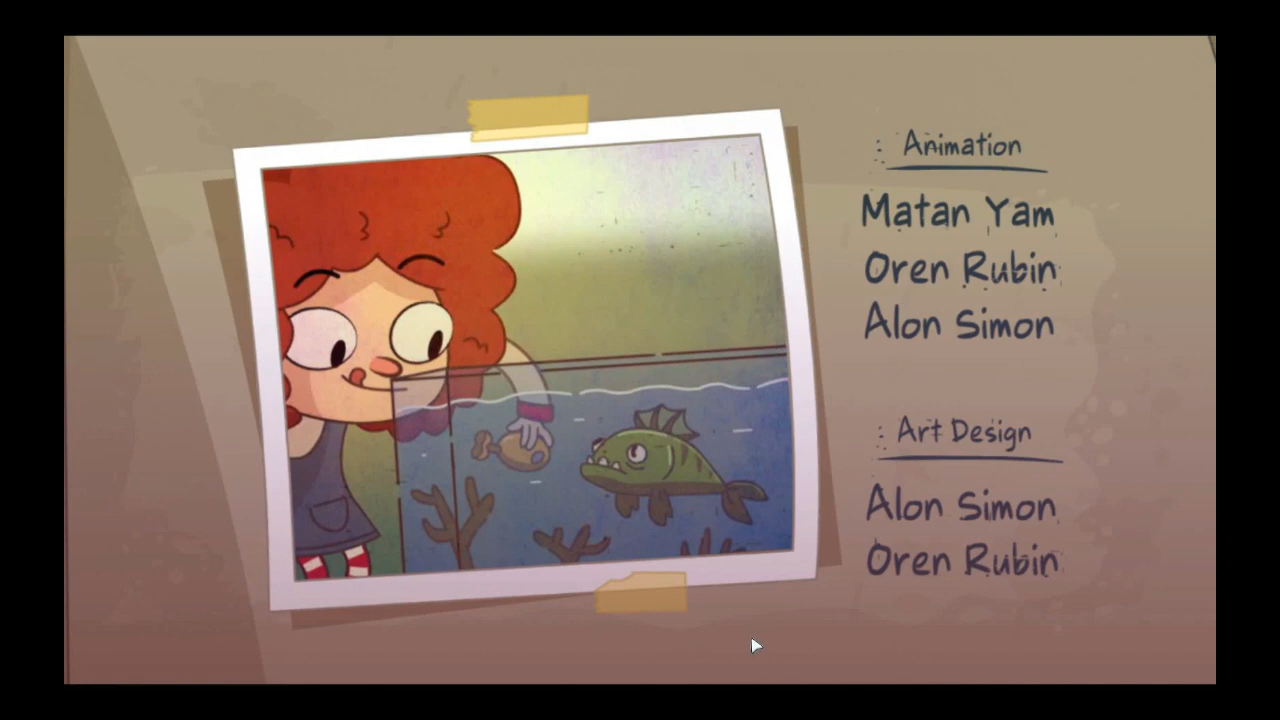 : Animation
Matan Yam
Oren Rubin
Alon Simon
: Art Design
Alon Simon
Oren Rubin